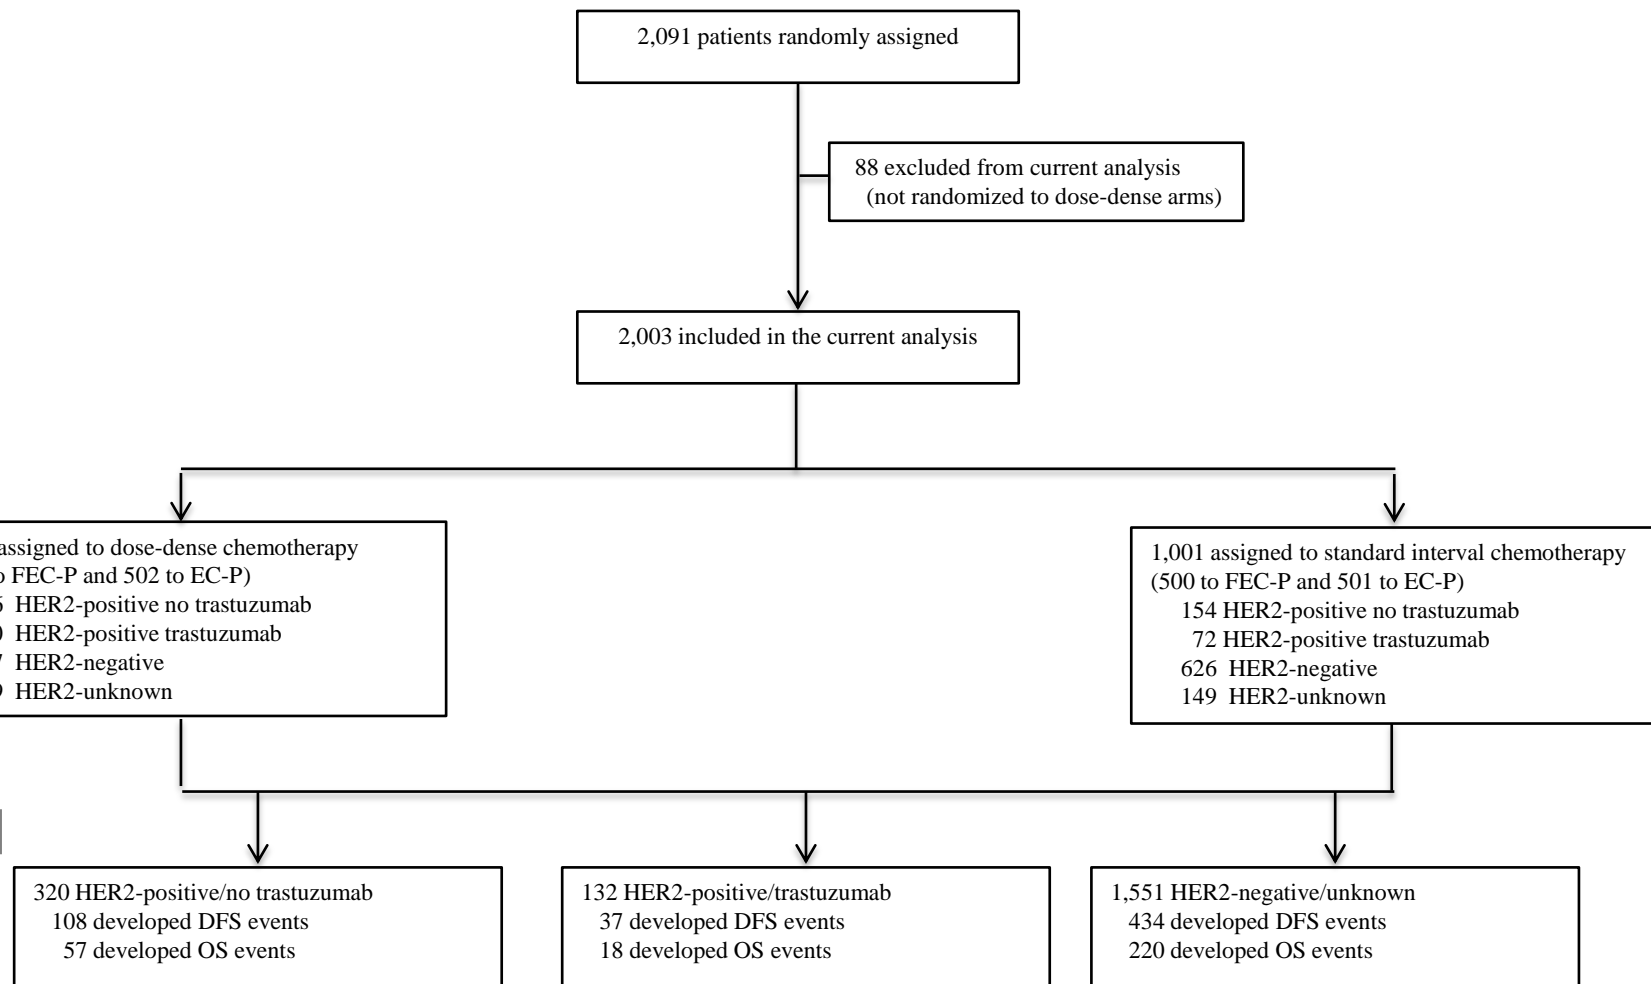 2,091 patients randomly assigned
88 excluded from current analysis
(not randomized to dose-dense arms)
2,003 included in the current analysis
assigned to dose-dense chemotherapy
FEC-P and 502 to EC-P)
HER2-positive no trastuzumab
HER2-positive trastuzumab
HER2-negative
HER2-unknown
1,001 assigned to standard interval chemotherapy
(500 to FEC-P and 501 to EC-P)
154 HER2-positive no trastuzumab
72 HER2-positive trastuzumab
626 HER2-negative
149 HER2-unknown
320 HER2-positive/no trastuzumab
108 developed DFS events
57 developed OS events
132 HER2-positive/trastuzumab
37 developed DFS events
18 developed OS events
1,551 HER2-negative/unknown
434 developed DFS events
220 developed OS events